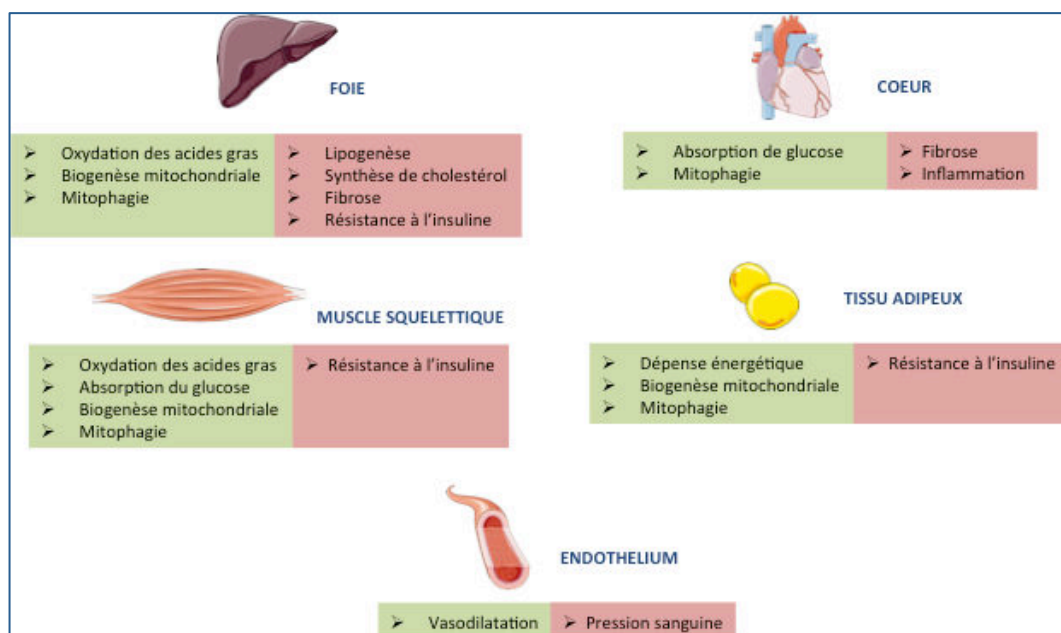 FOIE
Oxydation des acides gras
Biogenèse mitochondriale
Mitophagie
Lipogenèse
Synthèse de cholestérol
Fibrose
Résistance à l'insuline
COEUR
Absorption de glucose
Mitophagie
Fibrose
Inflammation
MUSCLE SQUELETTIQUE
Oxydation des acides gras
Absorption du glucose
Biogenèse mitochondriale
Mitophagie
Résistance à l'insuline
TISSU ADIPEUX
Dépense énergétique
Biogenèse mitochondriale
Mitophagie
Résistance à l'insuline
ENDOTHELIUM
Vasodilatation
Pression sanguine